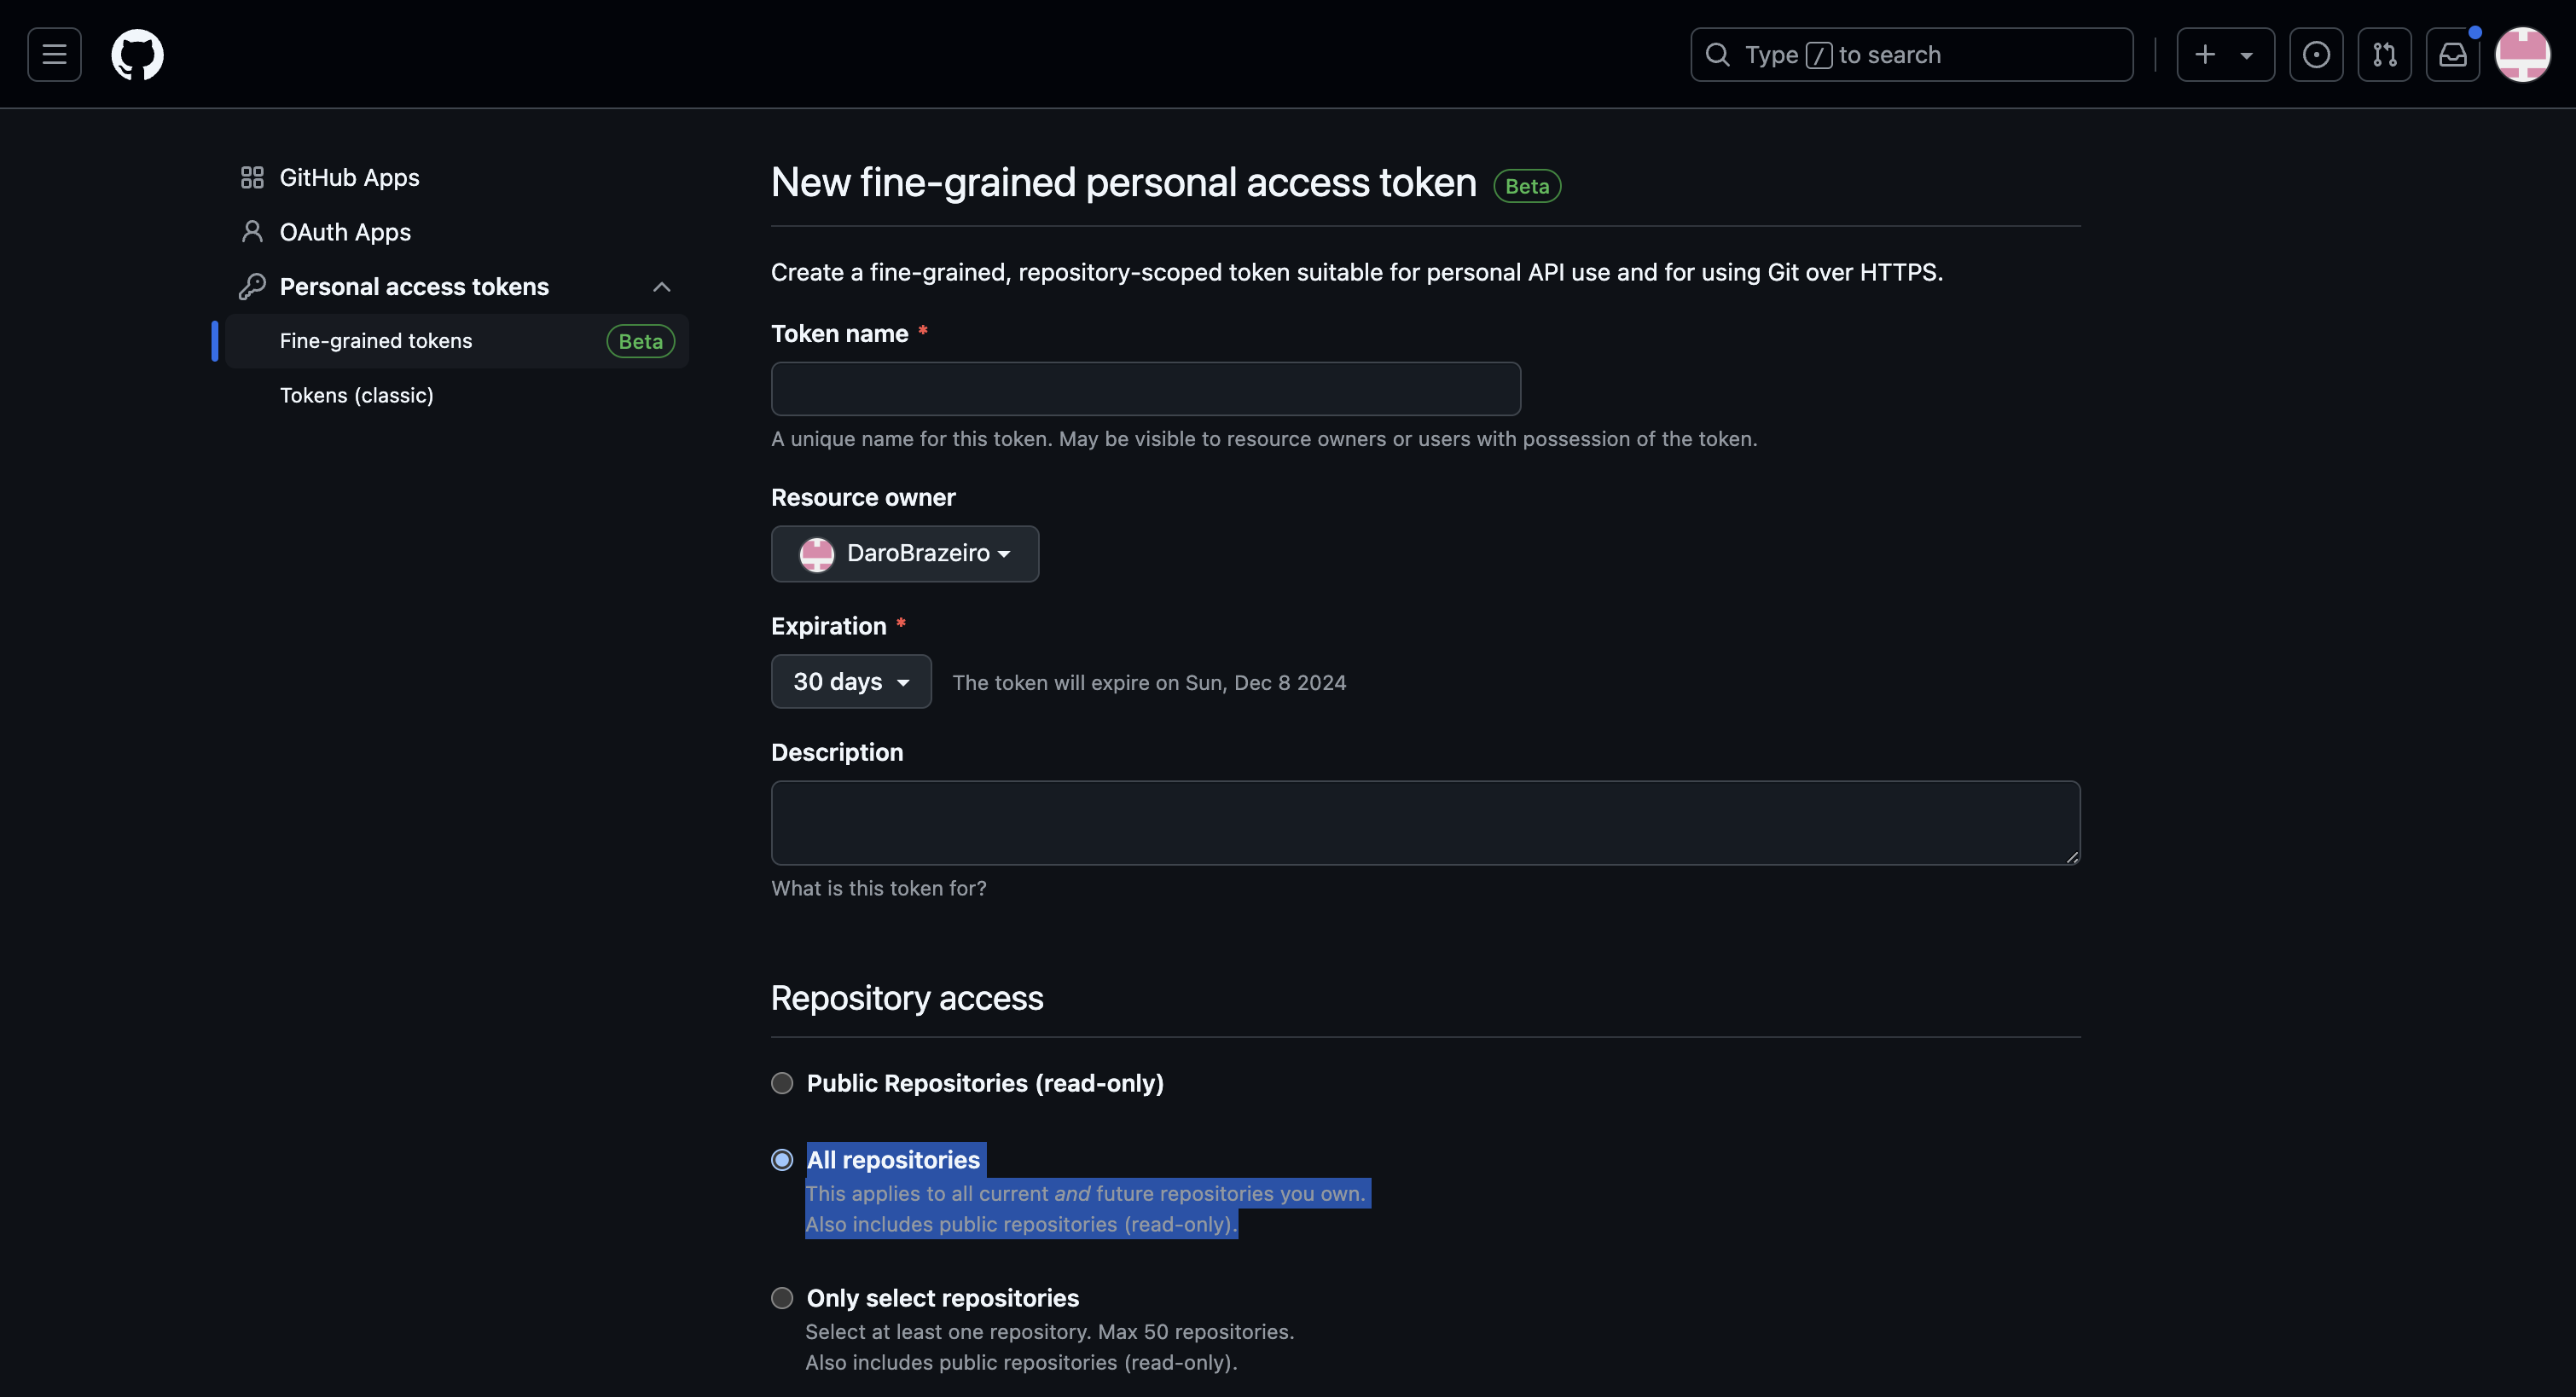 Type / to search
GitHub Apps
OAuth Apps
Personal access tokens
Fine-grained tokens Beta
Tokens (classic)
New fine-grained personal access token Beta
Create a fine-grained, repository-scoped token suitable for personal API use and for using Git over HTTPS.
Token name *
A unique name for this token. May be visible to resource owners or users with possession of the token.
Resource owner
DaroBrazeiro
Expiration *
30 days The token will expire on Sun, Dec 8 2024
Description
What is this token for?
Repository access
Public Repositories (read-only)
All repositories
This applies to all current and future repositories you own.
Also includes public repositories (read-only).
Only select repositories
Select at least one repository. Max 50 repositories.
Also includes public repositories (read-only).